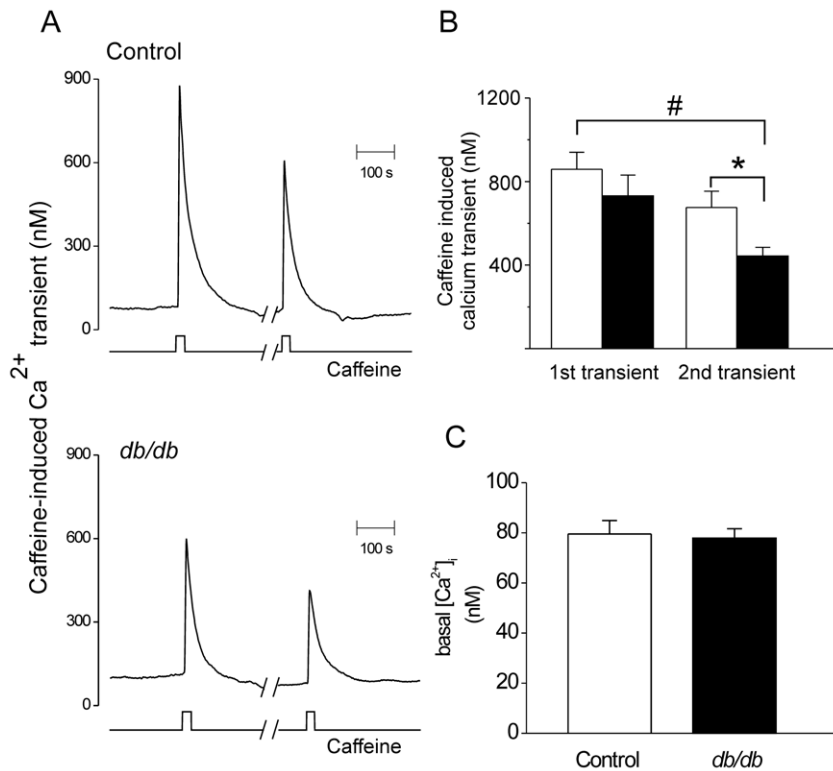 A
Control
900
600
300
0
100 s
Caffeine
db/db
900
600
300
0
100 s
Caffeine
Caffeine-induced Ca2+ transient (nM)
B
1200
800
400
Caffeine induced
calcium transient (nM)
#
*
1st transient 2nd transient
C
100
80
60
40
20
0
basal [Ca2+]i
(nM)
Control db/db